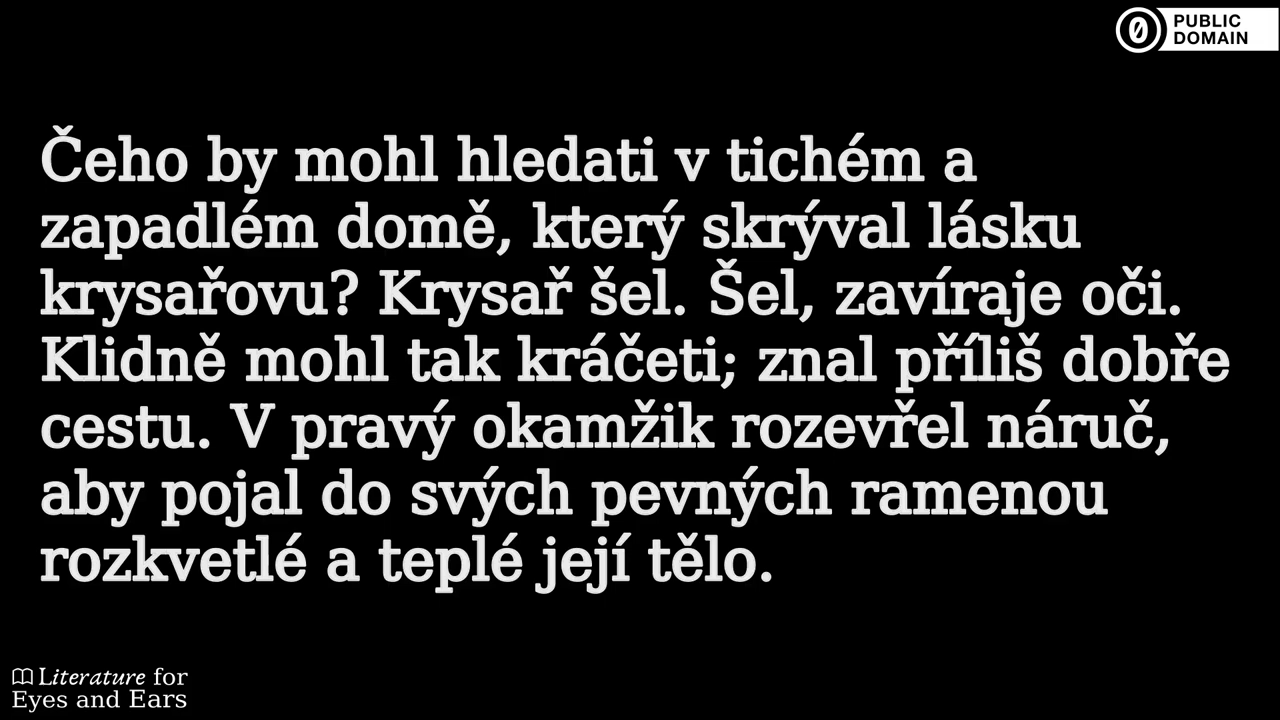 PUBLIC
DOMAIN
Čeho by mohl hledati v tichém a
zapadlém domě, který skrýval lásku
krysařovu? Krysař šel. Šel, zavíraje oči.
Klidně mohl tak kráčeti; znal příliš dobře
cestu. V pravý okamžik rozevřel náruč,
aby pojal do svých pevných ramenou
rozkvetlé a teplé její tělo.
Literature for
Eyes and Ears